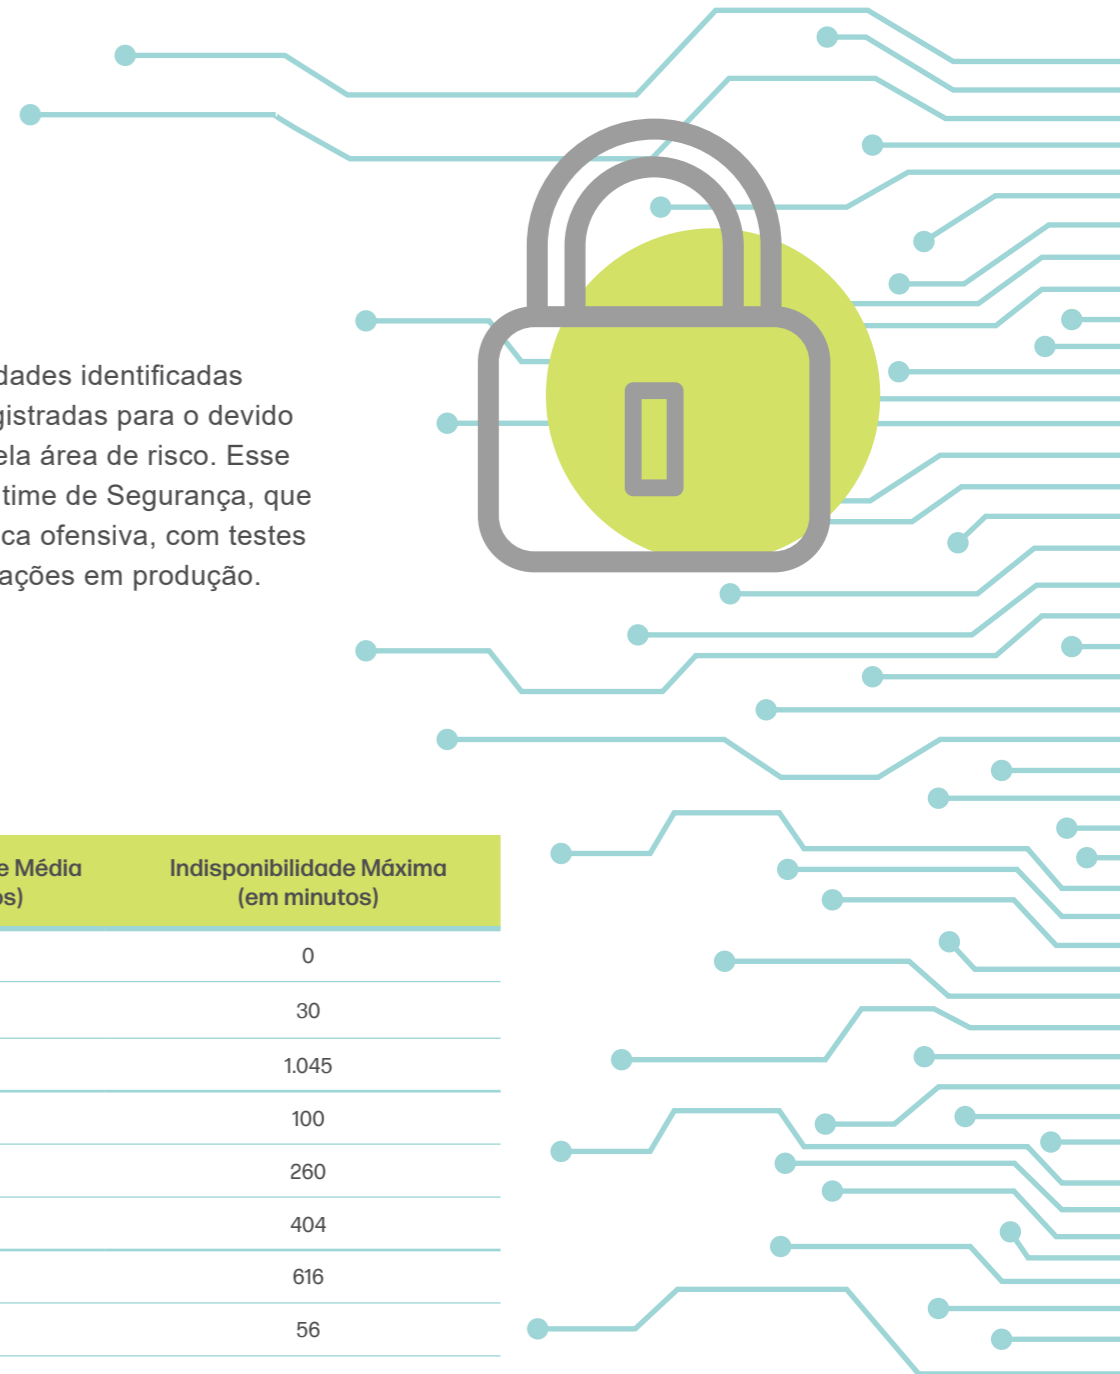 dades identificadas
gistradas para o devido
ela área de risco. Esse
time de Segurança, que
ca ofensiva, com testes
ações em produção.
e Média
os)
Indisponibilidade Máxima
(em minutos)
0
30
1.045
100
260
404
616
56